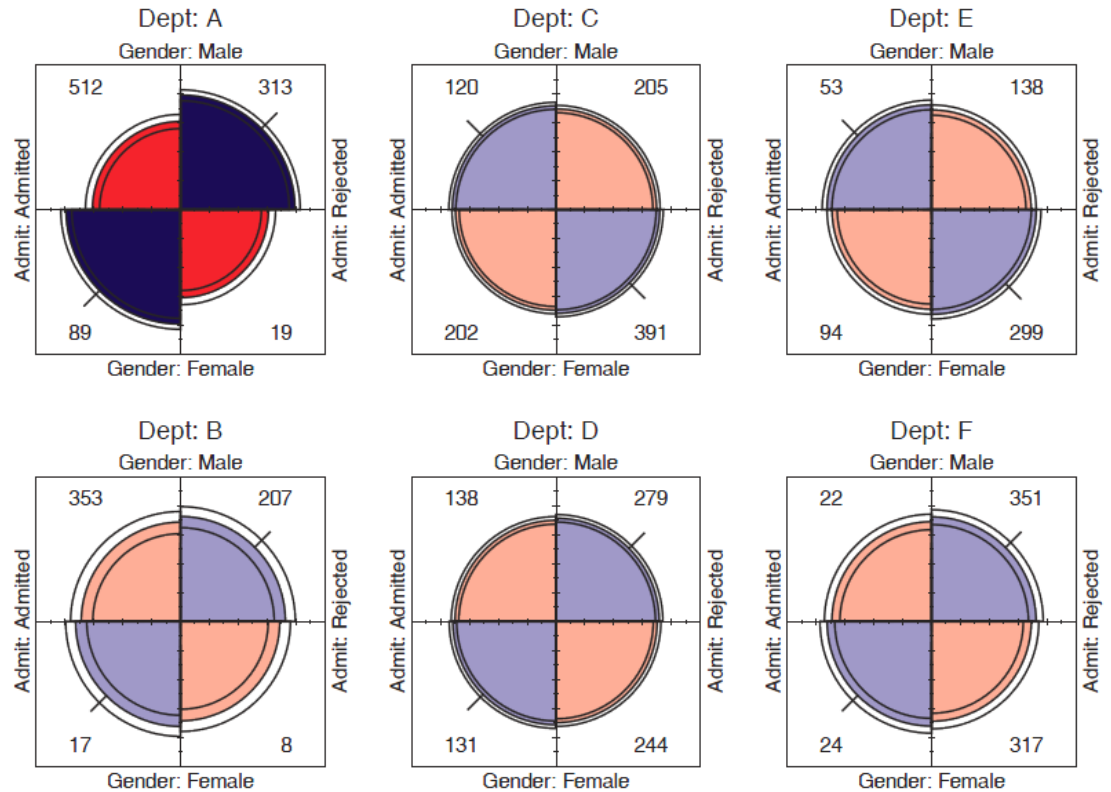 Dept: A
Gender: Male
512 313
Admit: Admitted
Admit: Rejected
89 19
Gender: Female
Dept: C
Gender: Male
120 205
Admit: Admitted
Admit: Rejected
202 391
Gender: Female
Dept: E
Gender: Male
53 138
Admit: Admitted
Admit: Rejected
94 299
Gender: Female
Dept: B
Gender: Male
353 207
Admit: Admitted
Admit: Rejected
17 8
Gender: Female
Dept: D
Gender: Male
138 279
Admit: Admitted
Admit: Rejected
131 244
Gender: Female
Dept: F
Gender: Male
22 351
Admit: Admitted
Admit: Rejected
24 317
Gender: Female